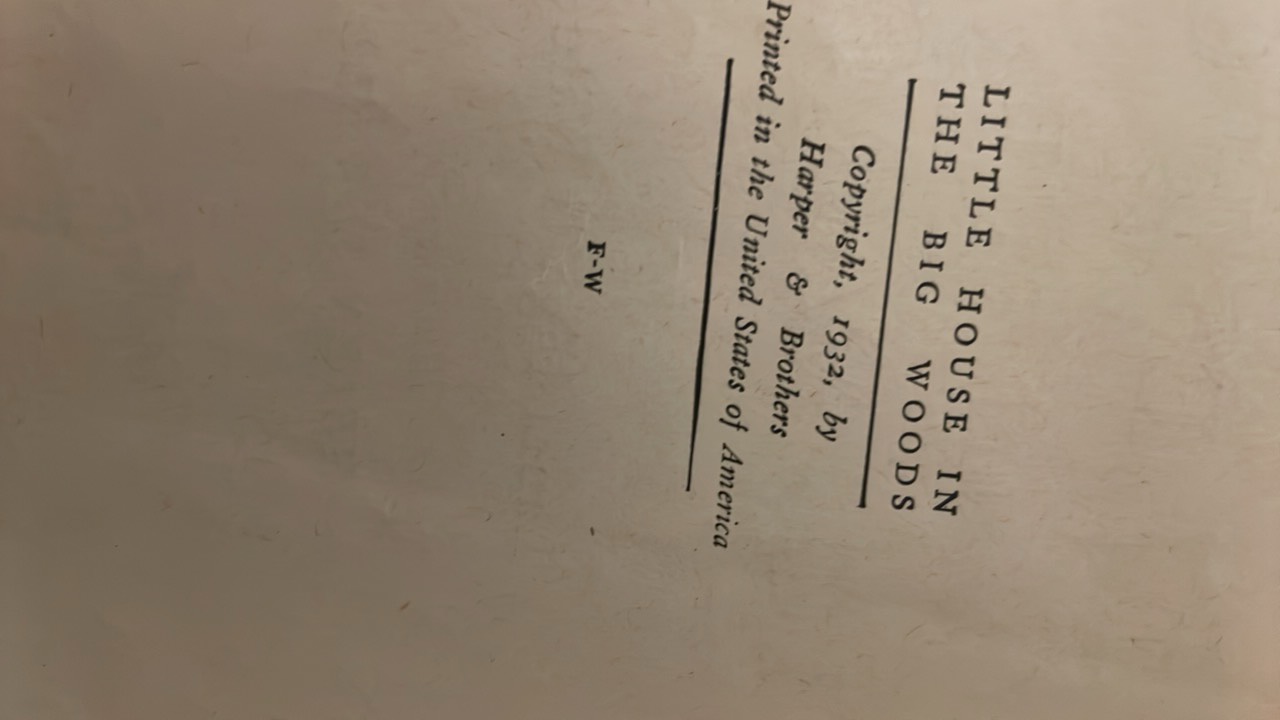 LITTLE HOUSE IN
THE BIG WOODS
Copyright, 1932, by
Harper & Brothers
Printed in the United States of America
F-W